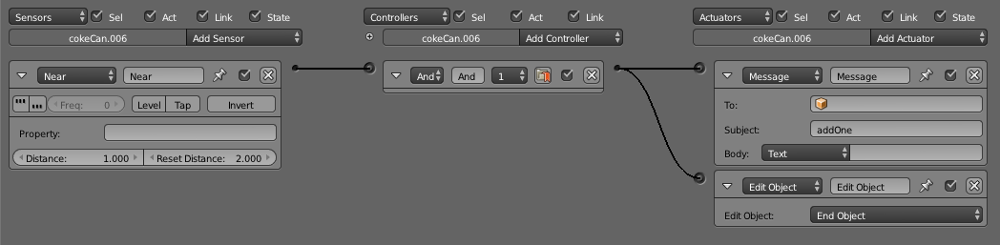 Sensors Sel Act Link State Controllers Sel Act Link Actuators Sel Act Link State
cokeCan.006 Add Sensor cokeCan.006 Add Controller cokeCan.006 Add Actuator
Near Near And And 1 Message Message
Freq: 0 Level Tap Invert To:
Property: Subject: addOne
Distance: 1.000 Reset Distance: 2.000 Body: Text
Edit Object Edit Object
Edit Object: End Object